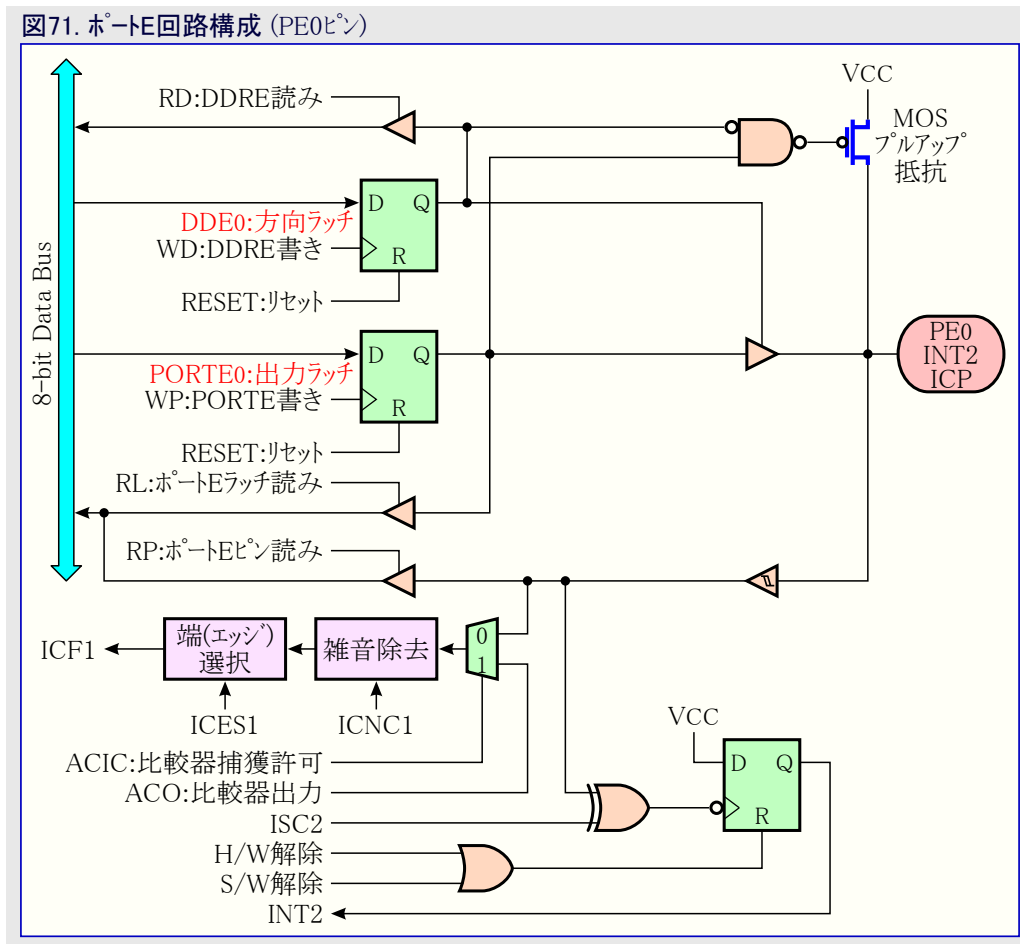 図71. ポートE回路構成 (PE0ピン)
VCC
RD:DDRE読み
MOS
プルアップ
抵抗
D Q
DDE0:方向ラッチ
WD:DDRE書き
R
RESET:リセット
8-bit Data Bus
D Q
PORTE0:出力ラッチ
WP:PORTE書き
R
PE0
INT2
ICP
RESET:リセット
RL:ポートEラッチ読み
RP:ポートEピン読み
ICF1
端(エッジ)
選択
雑音除去
0
1
ICES1
ICNC1
VCC
ACIC:比較器捕獲許可
D Q
ACO:比較器出力
ISC2
R
H/W解除
S/W解除
INT2